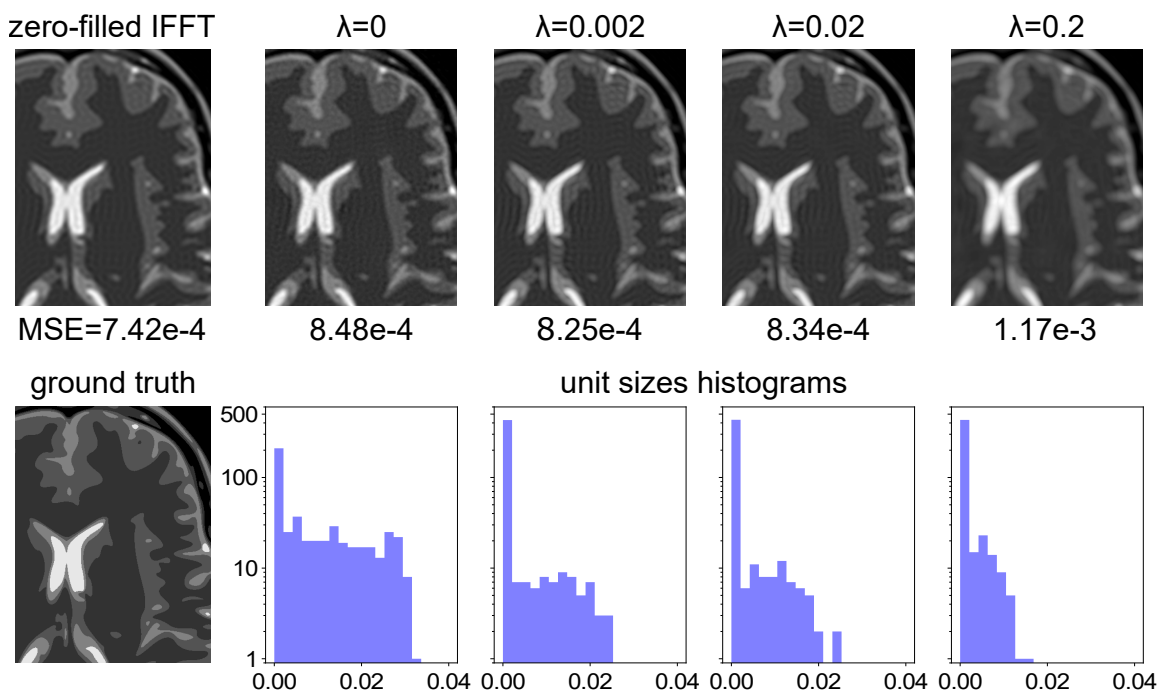 zero-filled IFFT λ=0 λ=0.002 λ=0.02 λ=0.2
MSE=7.42e-4 8.48e-4 8.25e-4 8.34e-4 1.17e-3
ground truth unit sizes histograms
500
100
10
1
0.00 0.02 0.04 0.00 0.02 0.04 0.00 0.02 0.04 0.00 0.02 0.04